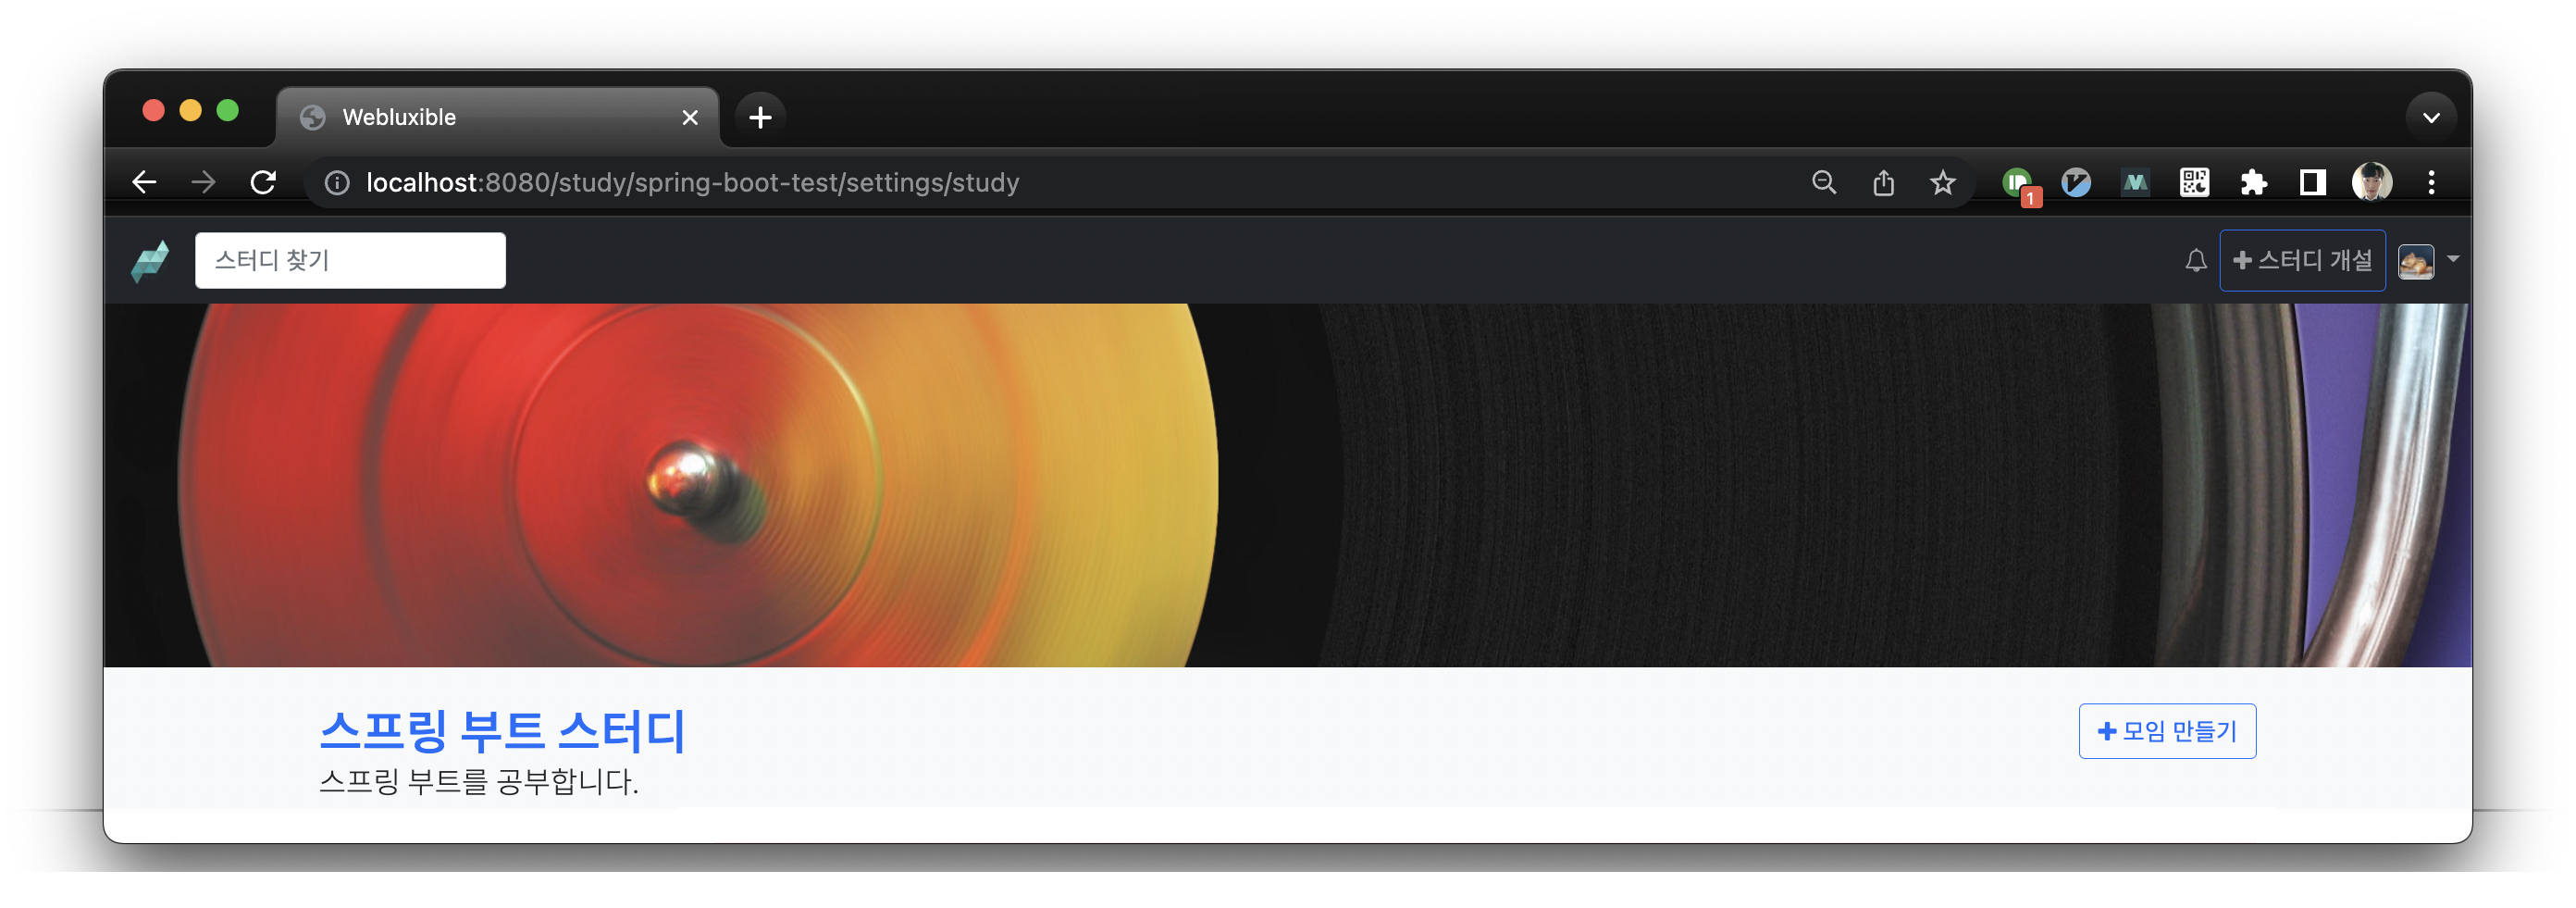 Webluxible
localhost:8080/study/spring-boot-test/settings/study
1
스터디 찾기
스터디 개설
스프링 부트 스터디
모임 만들기
스프링 부트를 공부합니다.